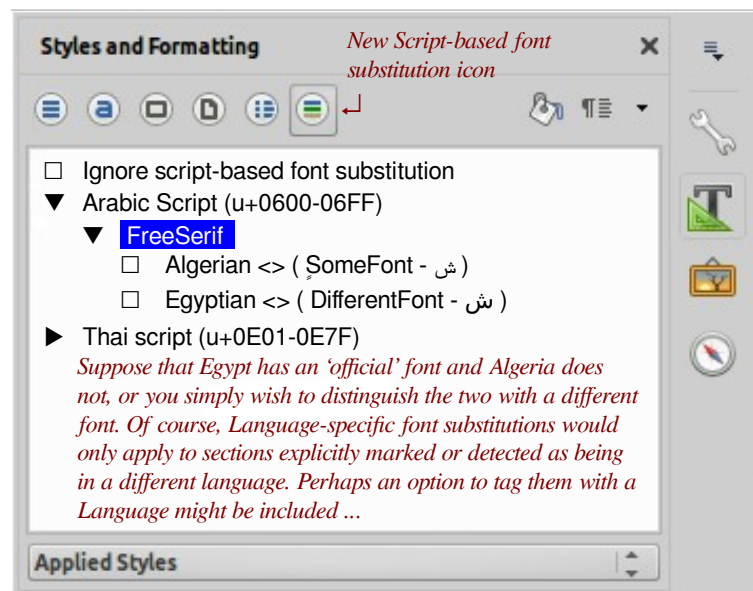 Styles and Formatting
New Script-based font
substitution icon
Ignore script-based font substitution
Arabic Script (u+0600-06FF)
FreeSerif
Algerian <> ( ٍSomeFont - ش )
Egyptian <> ( DifferentFont - ش )
Thai script (u+0E01-0E7F)
Suppose that Egypt has an ‘official’ font and Algeria does
not, or you simply wish to distinguish the two with a different
font. Of course, Language-specific font substitutions would
only apply to sections explicitly marked or detected as being
in a different language. Perhaps an option to tag them with a
Language might be included ...
Applied Styles